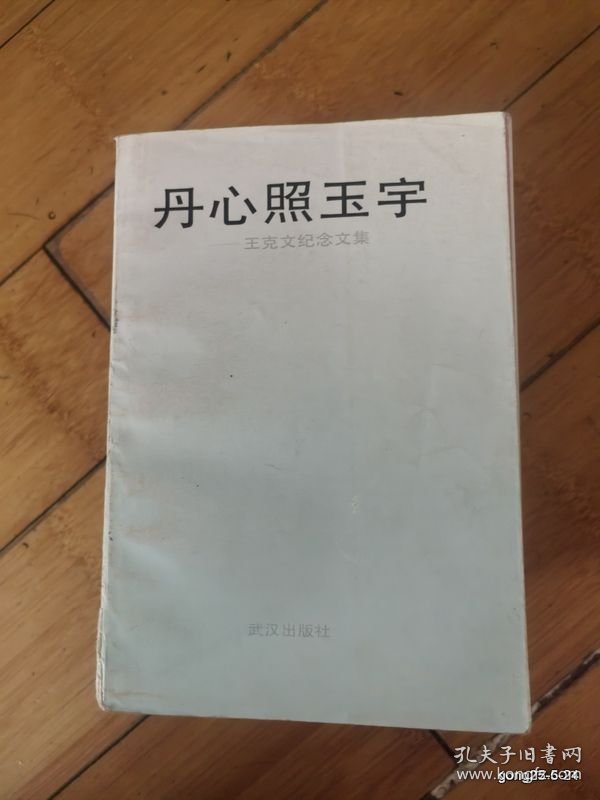 丹心照玉宇
——王克文纪念文集
武汉出版社
孔夫子旧书网